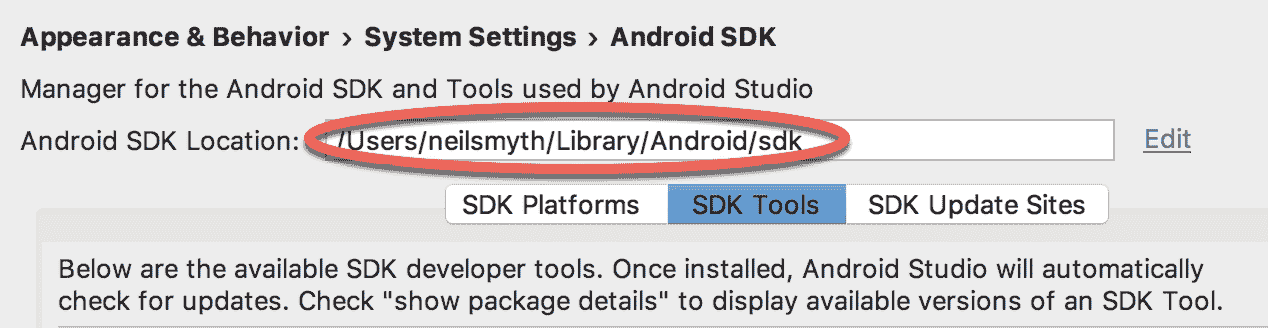 Appearance & Behavior › System Settings › Android SDK
Manager for the Android SDK and Tools used by Android Studio
Android SDK Location: /Users/neilsmyth/Library/Android/sdk Edit
SDK Platforms SDK Tools SDK Update Sites
Below are the available SDK developer tools. Once installed, Android Studio will automatically
check for updates. Check "show package details" to display available versions of an SDK Tool.